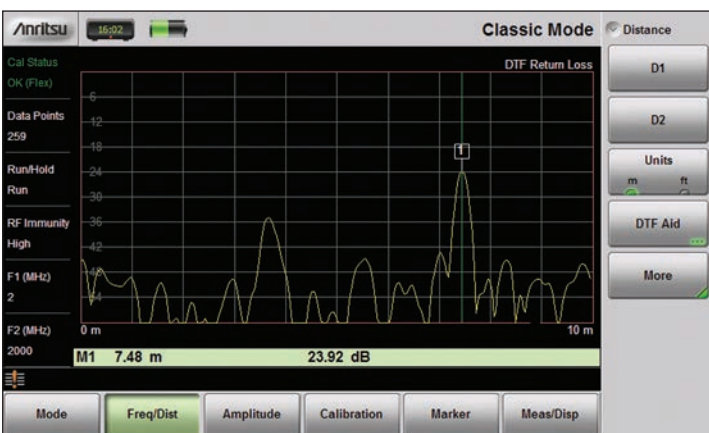 Anritsu
16:02
Classic Mode
Cal Status
OK (Flex)
Data Points
259
Run/Hold
Run
RF Immunity
High
F1 (MHz)
2
F2 (MHz)
2000
DTF Return Loss
6
12
18
24
30
36
42
48
54
1
0 m
10 m
M1 7.48 m 23.92 dB
Mode
Freq/Dist
Amplitude
Calibration
Marker
Meas/Disp
Distance
D1
D2
Units
m ft
DTF Aid
More